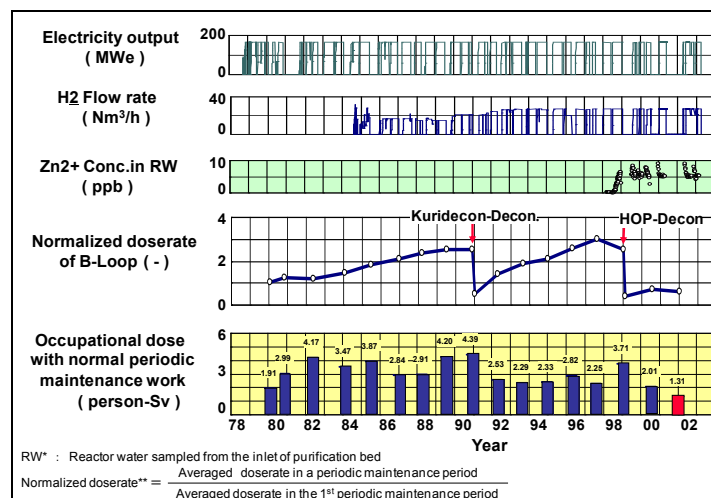 Electricity output
( MWe )
200
0
H2 Flow rate
( Nm³/h )
40
0
Zn2+ Conc.in RW
( ppb )
10
0
Kuridecon-Decon.
HOP-Decon
Normalized doserate
of B-Loop ( - )
4
2
0
Occupational dose
with normal periodic
maintenance work
( person-Sv )
6
3
0
1.91
2.99
4.17
3.47
3.87
2.84
2.91
4.20
4.39
2.53
2.29
2.33
2.82
2.25
3.71
2.01
1.31
78 80 82 84 86 88 90 92 94 96 98 00 02
Year
RW* : Reactor water sampled from the inlet of purification bed
Normalized doserate** = Averaged doserate in a periodic maintenance period
Averaged doserate in the 1st periodic maintenance period